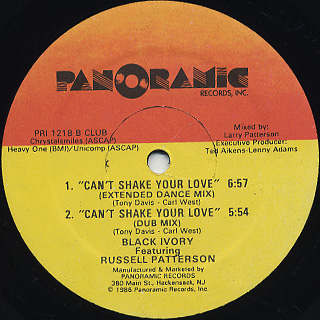 PANORAMIC
RECORDS, INC.
PRI 1218 B CLUB
Chrystalsmiles (ASCAP)
Heavy One (BMI)/Unicomp (ASCAP)
Mixed by:
Larry Patterson
Executive Producer:
Ted Aikens-Lenny Adams
1. "CAN'T SHAKE YOUR LOVE" 6:57
(EXTENDED DANCE MIX)
(Tony Davis - Carl West)
2. "CAN'T SHAKE YOUR LOVE" 5:54
(DUB MIX)
(Tony Davis - Carl West)
BLACK IVORY
Featuring
RUSSELL PATTERSON
Manufactured & Marketed by
PANORAMIC RECORDS
380 Main St., Hackensack, NJ
© 1986 Panoramic Records, Inc.